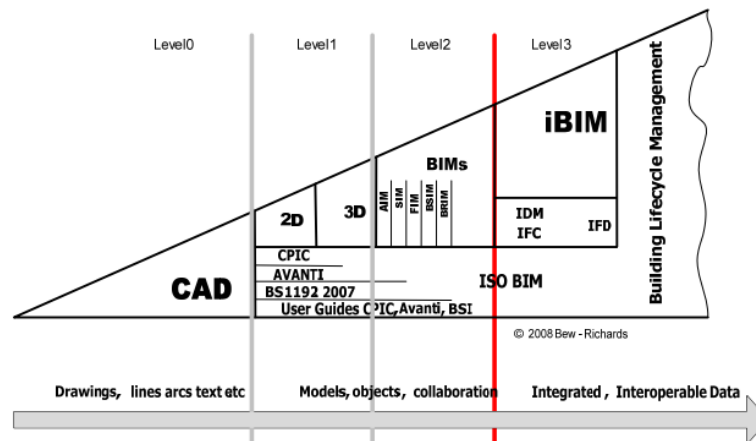 Level0 Level1 Level2 Level3
Building Lifecycle Management
iBIM
BIMs
AIM
SIM
FIM
BSIM
BRIM
2D 3D
IDM
IFC IFD
CPIC
AVANTI
CAD
ISO BIM
BS1192 2007
User Guides CPIC, Avanti, BSI
© 2008 Bew - Richards
Drawings, lines arcs text etc Models, objects, collaboration Integrated , Interoperable Data